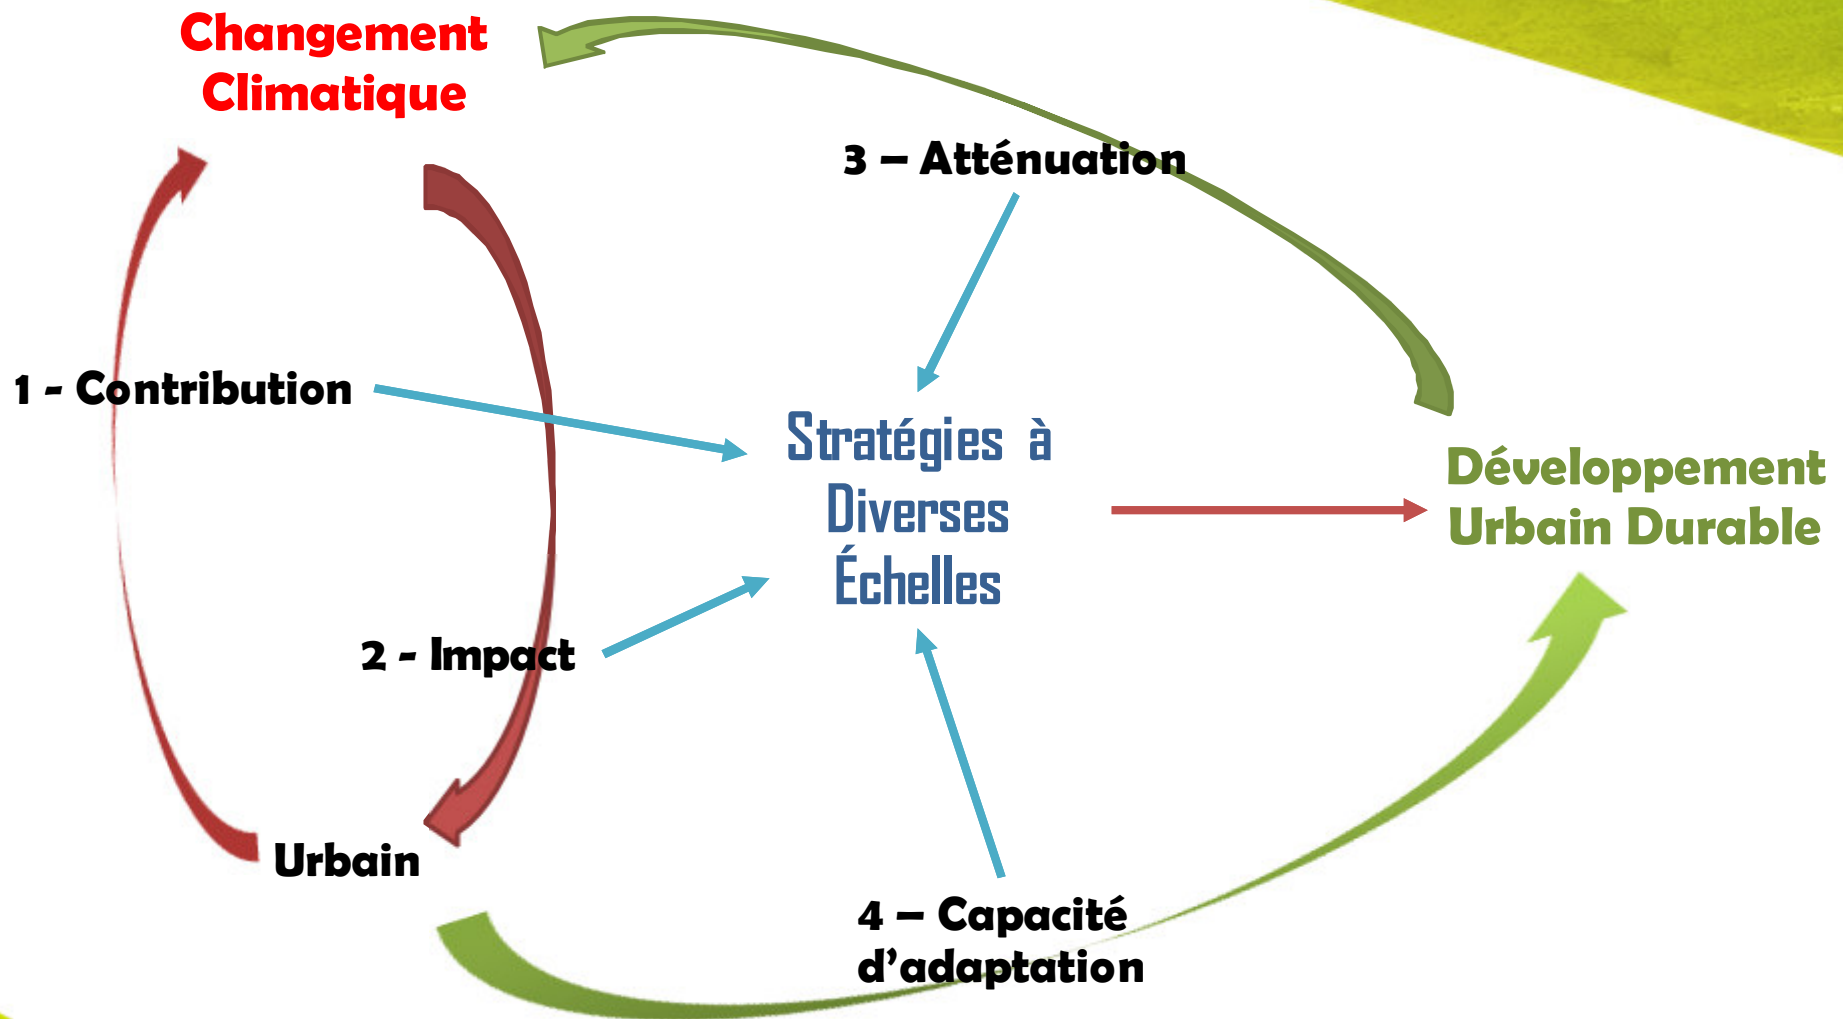 Changement
Climatique
3 – Atténuation
1 - Contribution
Stratégies à
Diverses
Échelles
Développement
Urbain Durable
2 - Impact
Urbain
4 – Capacité
d’adaptation